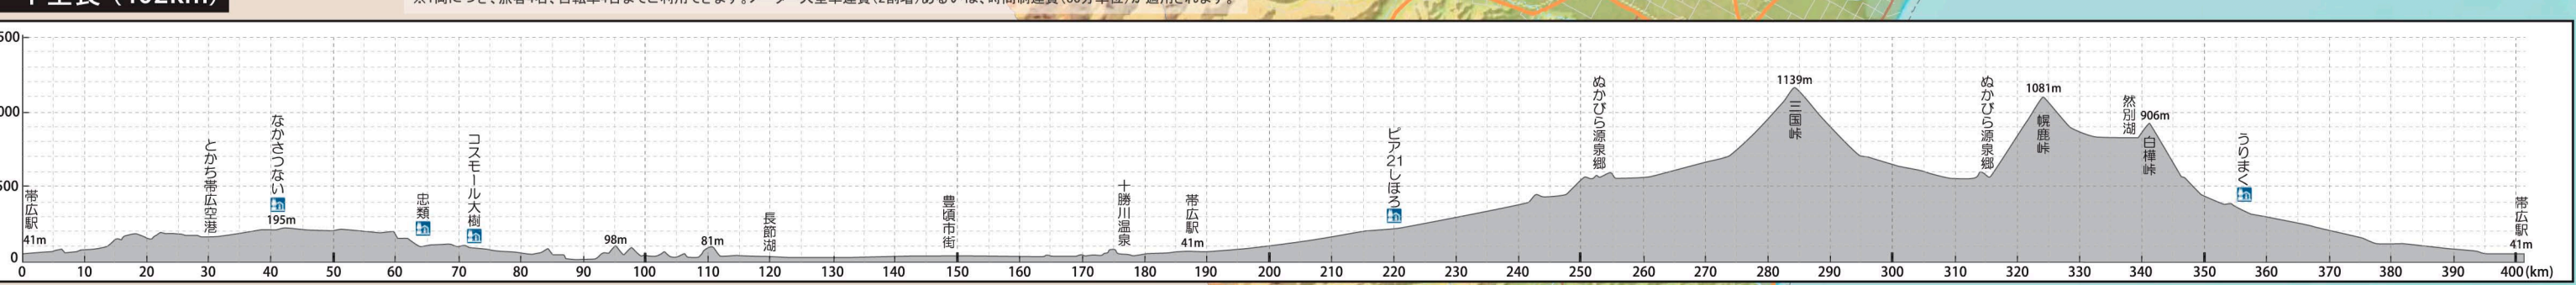 (402km)
500
000
500
0
帯広駅
41m
とかち帯広空港
なかさつない
195m
忠類
コスモール大樹
98m
81m
長節湖
豊頃市街
十勝川温泉
帯広駅
41m
ピア21しほろ
ぬかびら源泉郷
1139m
三国峠
ぬかびら源泉郷
1081m
幌鹿峠
然別湖
906m
白樺峠
うりまく
帯広駅
41m
0 10 20 30 40 50 60 70 80 90 100 110 120 130 140 150 160 170 180 190 200 210 220 230 240 250 260 270 280 290 300 310 320 330 340 350 360 370 380 390 400(km)